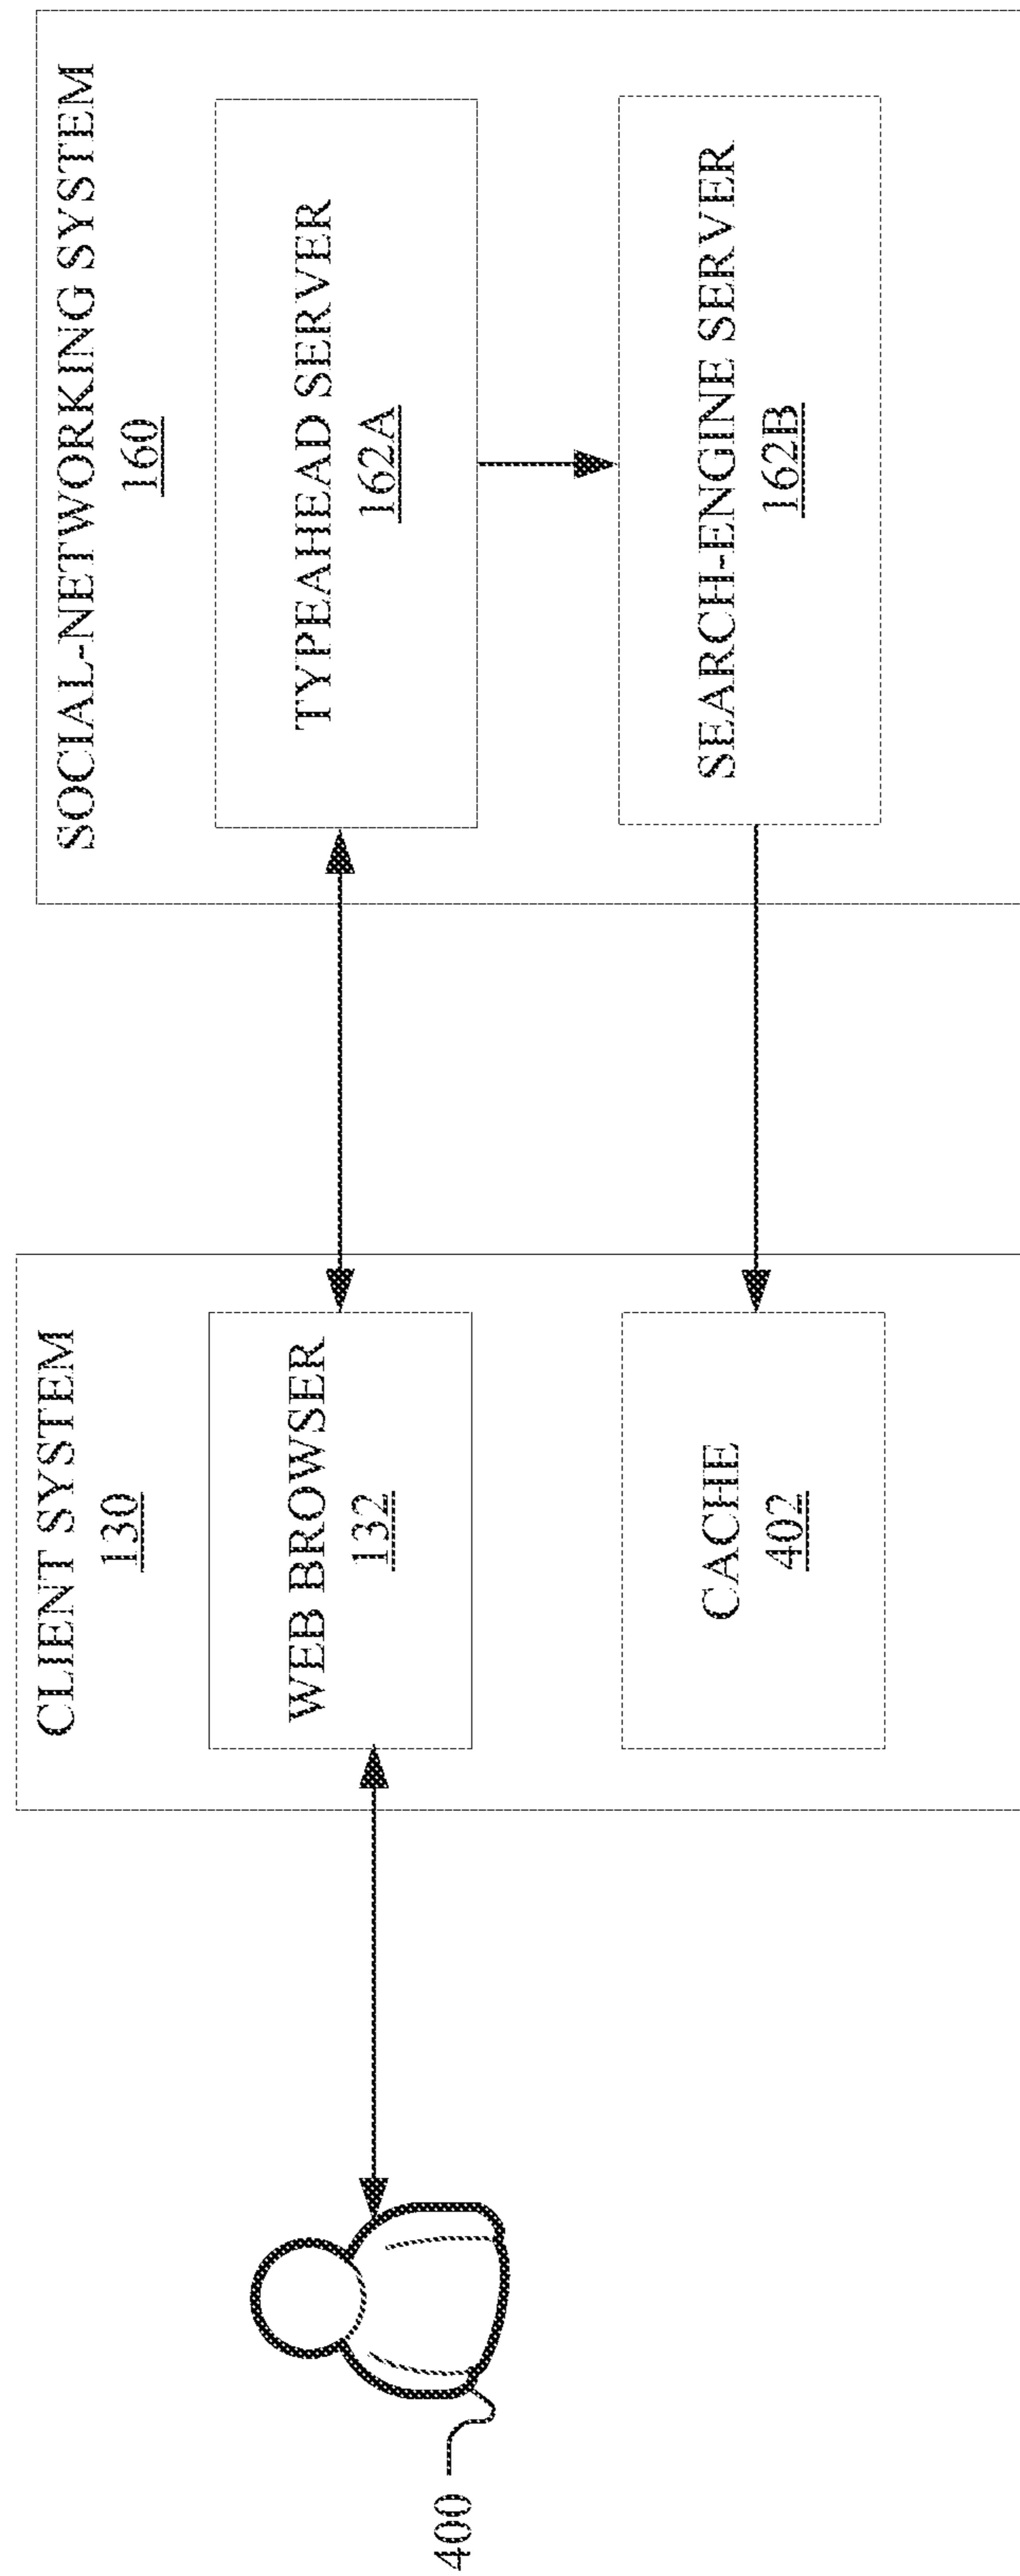 400
CLIENT SYSTEM
130
WEB BROWSER
132
CACHE
402
SOCIAL-NETWORKING SYSTEM
160
TYPEAHEAD SERVER
162A
SEARCH-ENGINE SERVER
162B